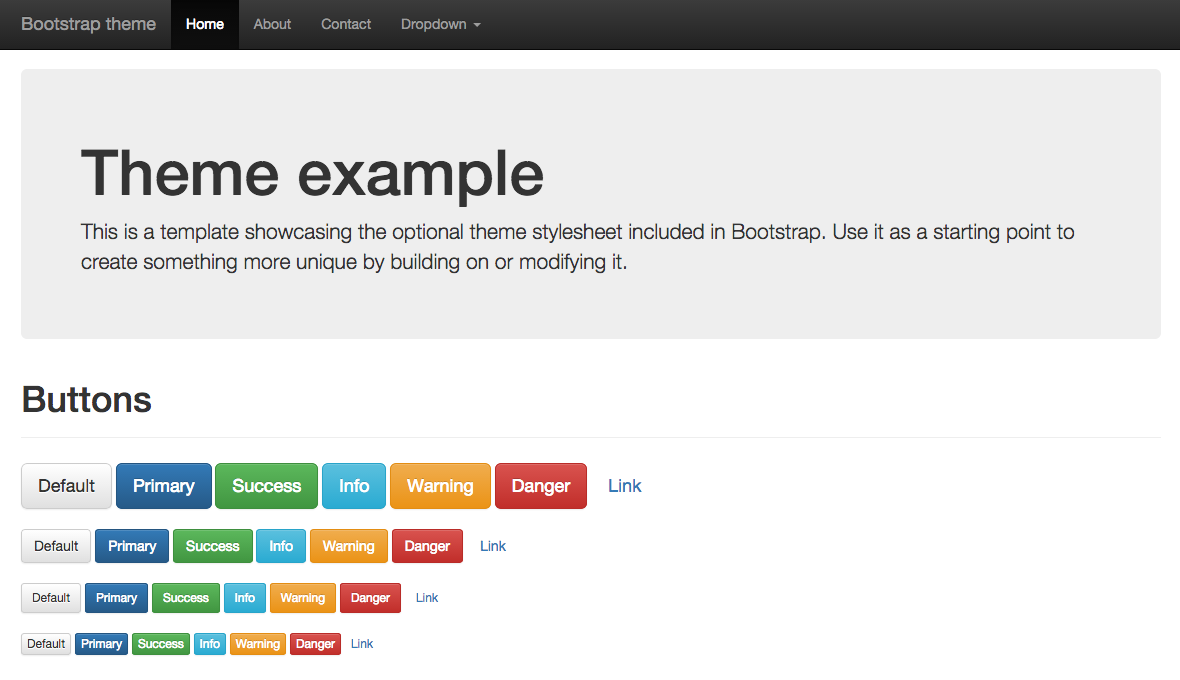 Bootstrap theme Home About Contact Dropdown
Theme example
This is a template showcasing the optional theme stylesheet included in Bootstrap. Use it as a starting point to
create something more unique by building on or modifying it.
Buttons
Default Primary Success Info Warning Danger Link
Default Primary Success Info Warning Danger Link
Default Primary Success Info Warning Danger Link
Default Primary Success Info Warning Danger Link